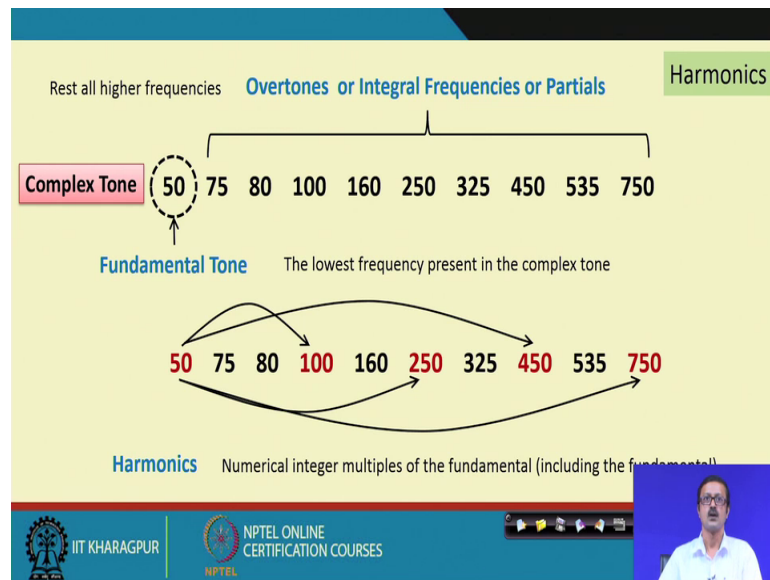 Harmonics
Rest all higher frequencies Overtones or Integral Frequencies or Partials
Complex Tone 50 75 80 100 160 250 325 450 535 750
Fundamental Tone The lowest frequency present in the complex tone
50 75 80 100 160 250 325 450 535 750
Harmonics Numerical integer multiples of the fundamental (including the fundamental)
IIT KHARAGPUR
NPTEL
NPTEL ONLINE
CERTIFICATION COURSES